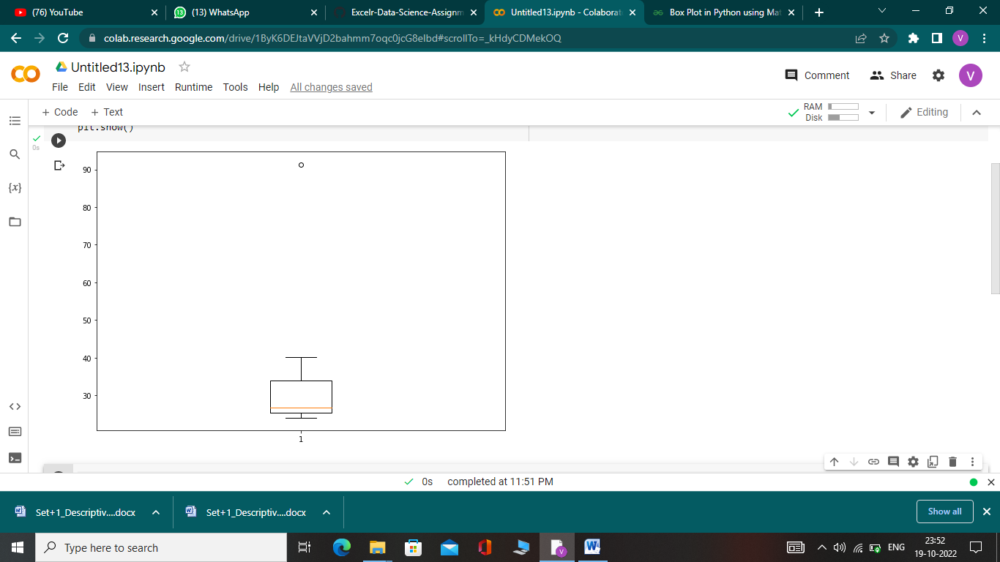 (76) YouTube
13 (13) WhatsApp
Excelr-Data-Science-Assignm
Untitled13.ipynb - Colaborat
Box Plot in Python using Mat
colab.research.google.com/drive/1ByK6DEJtaVVjD2bahmm7oqc0jcG8elbd#scrollTo=_kHdyCDMekOQ
V
Untitled13.ipynb
Comment
Share
V
File Edit View Insert Runtime Tools Help All changes saved
+ Code + Text
RAM
Disk
Editing
plt.show()
0s
{x}
90
80
70
60
50
40
30
1
0s completed at 11:51 PM
Set+1_Descriptiv....docx
Set+1_Descriptiv....docx
Show all
Type here to search
V
W
ENG
23:52
19-10-2022